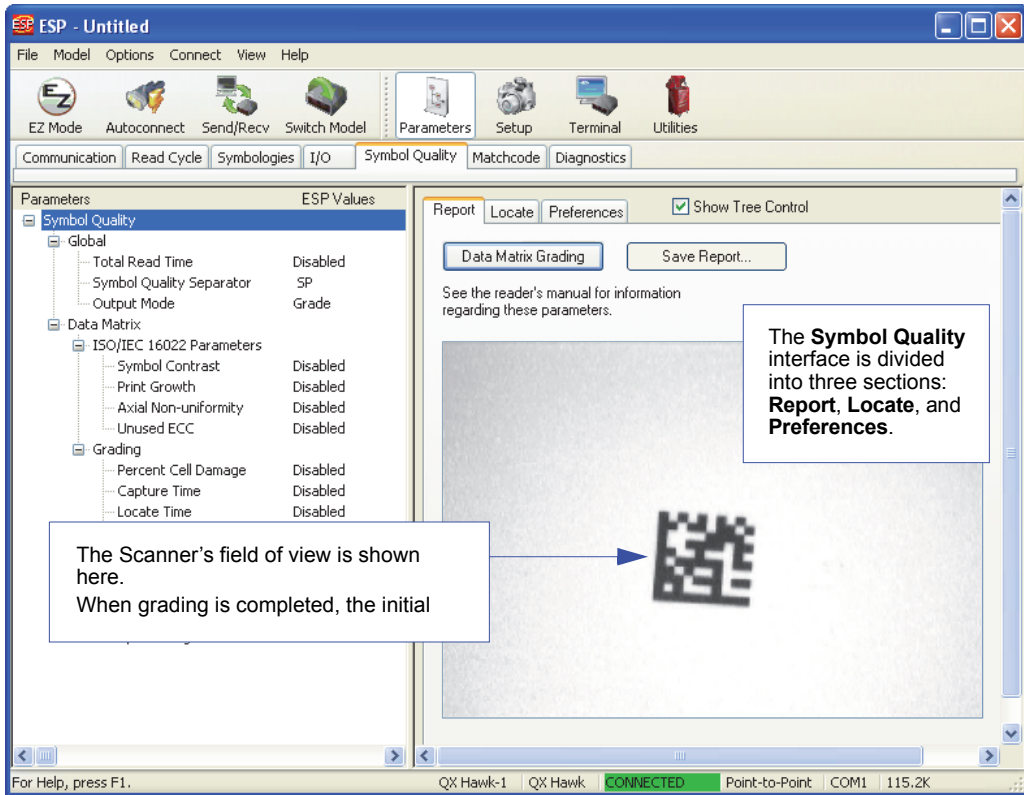 ESP - Untitled
File Model Options Connect View Help
EZ Mode Autoconnect Send/Recv Switch Model Parameters Setup Terminal Utilities
Communication Read Cycle Symbologies I/O Symbol Quality Matchcode Diagnostics
Parameters ESP Values
Symbol Quality
Global
Total Read Time Disabled
Symbol Quality Separator SP
Output Mode Grade
Data Matrix
ISO/IEC 16022 Parameters
Symbol Contrast Disabled
Print Growth Disabled
Axial Non-uniformity Disabled
Unused ECC Disabled
Grading
Percent Cell Damage Disabled
Capture Time Disabled
Locate Time Disabled
The Scanner's field of view is shown
here.
When grading is completed, the initial
Report Locate Preferences Show Tree Control
Data Matrix Grading Save Report...
See the reader's manual for information
regarding these parameters.
The Symbol Quality
interface is divided
into three sections:
Report, Locate, and
Preferences.
For Help, press F1. QX Hawk-1 QX Hawk CONNECTED Point-to-Point COM1 115.2K